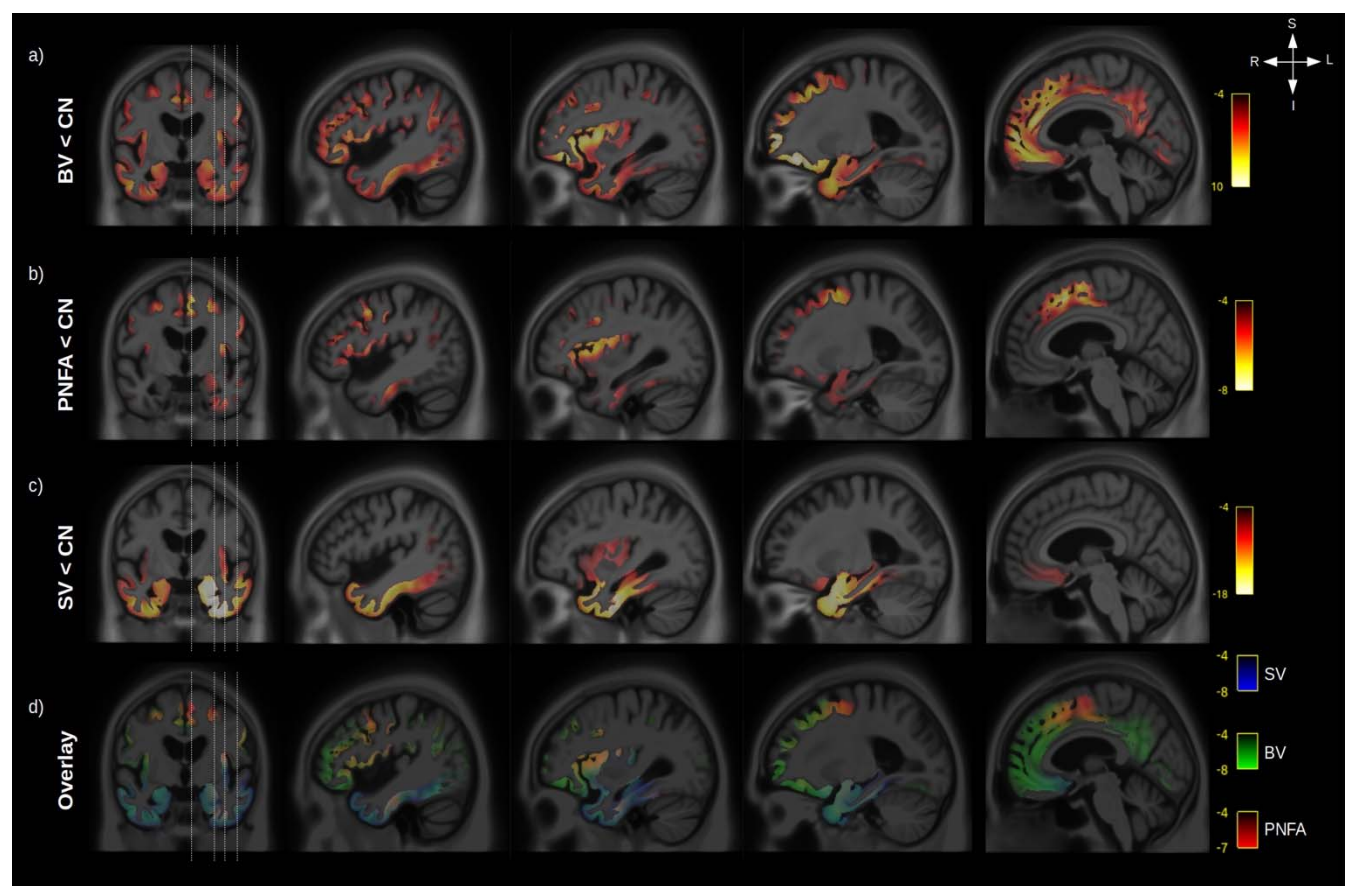 a)
BV < CN
S
R
L
I
-4
10
b)
PNFA < CN
-4
-8
c)
SV < CN
-4
-18
d)
Overlay
-4
-8
SV
-4
-8
BV
-4
-7
PNFA